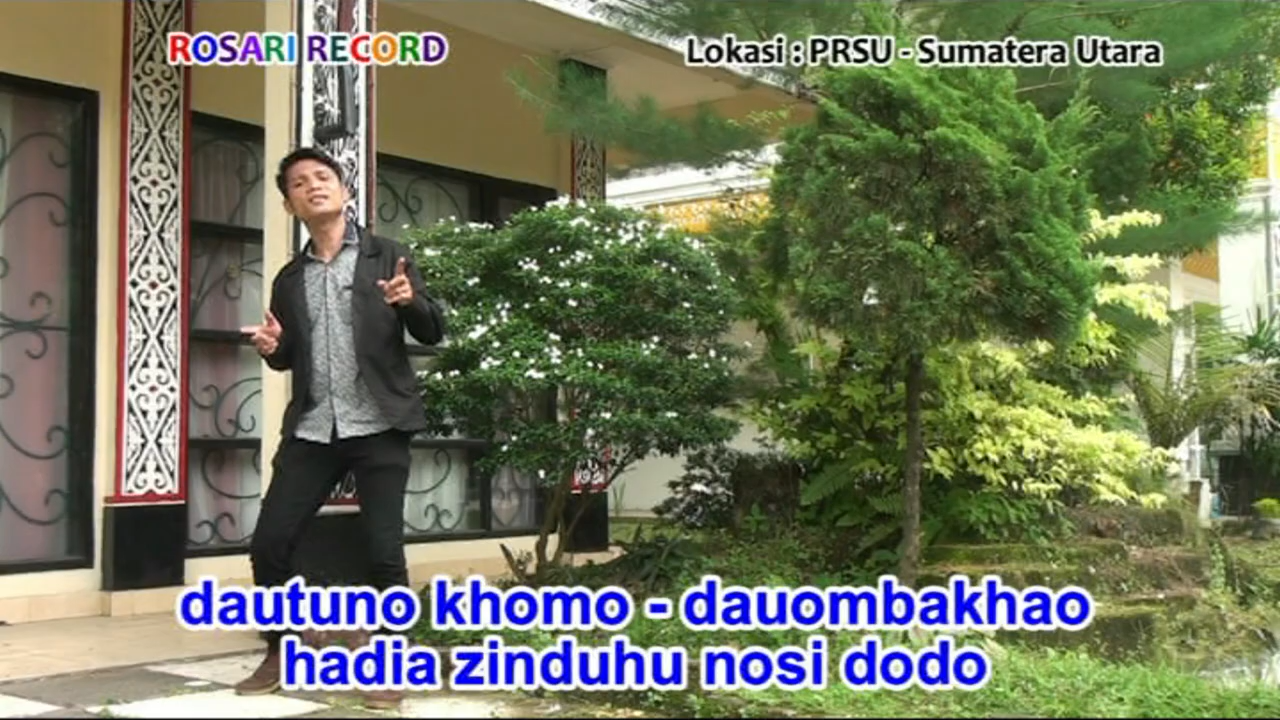 ROSARI RECORD
Lokasi : PRSU - Sumatera Utara
dautuno khomo - dauombakhao
hadia zinduhu nosi dodo